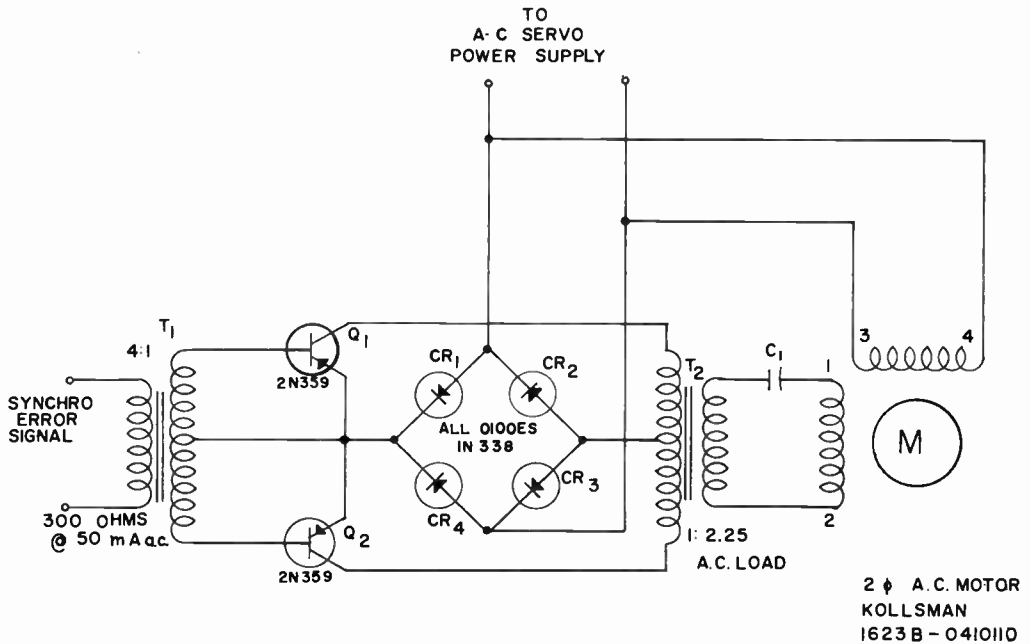 TO
A-C SERVO
POWER SUPPLY
T1
4:1
Q1
2N359
CR1
CR2
ALL DIODES
IN 338
CR4
CR3
T2
C1
1
2
3
4
M
SYNCHRO
ERROR
SIGNAL
300 OHMS
@ 50 mA a.c.
Q2
2N359
1: 2.25
A.C. LOAD
2 ϕ A.C. MOTOR
KOLLSMAN
1623 B - 0410110